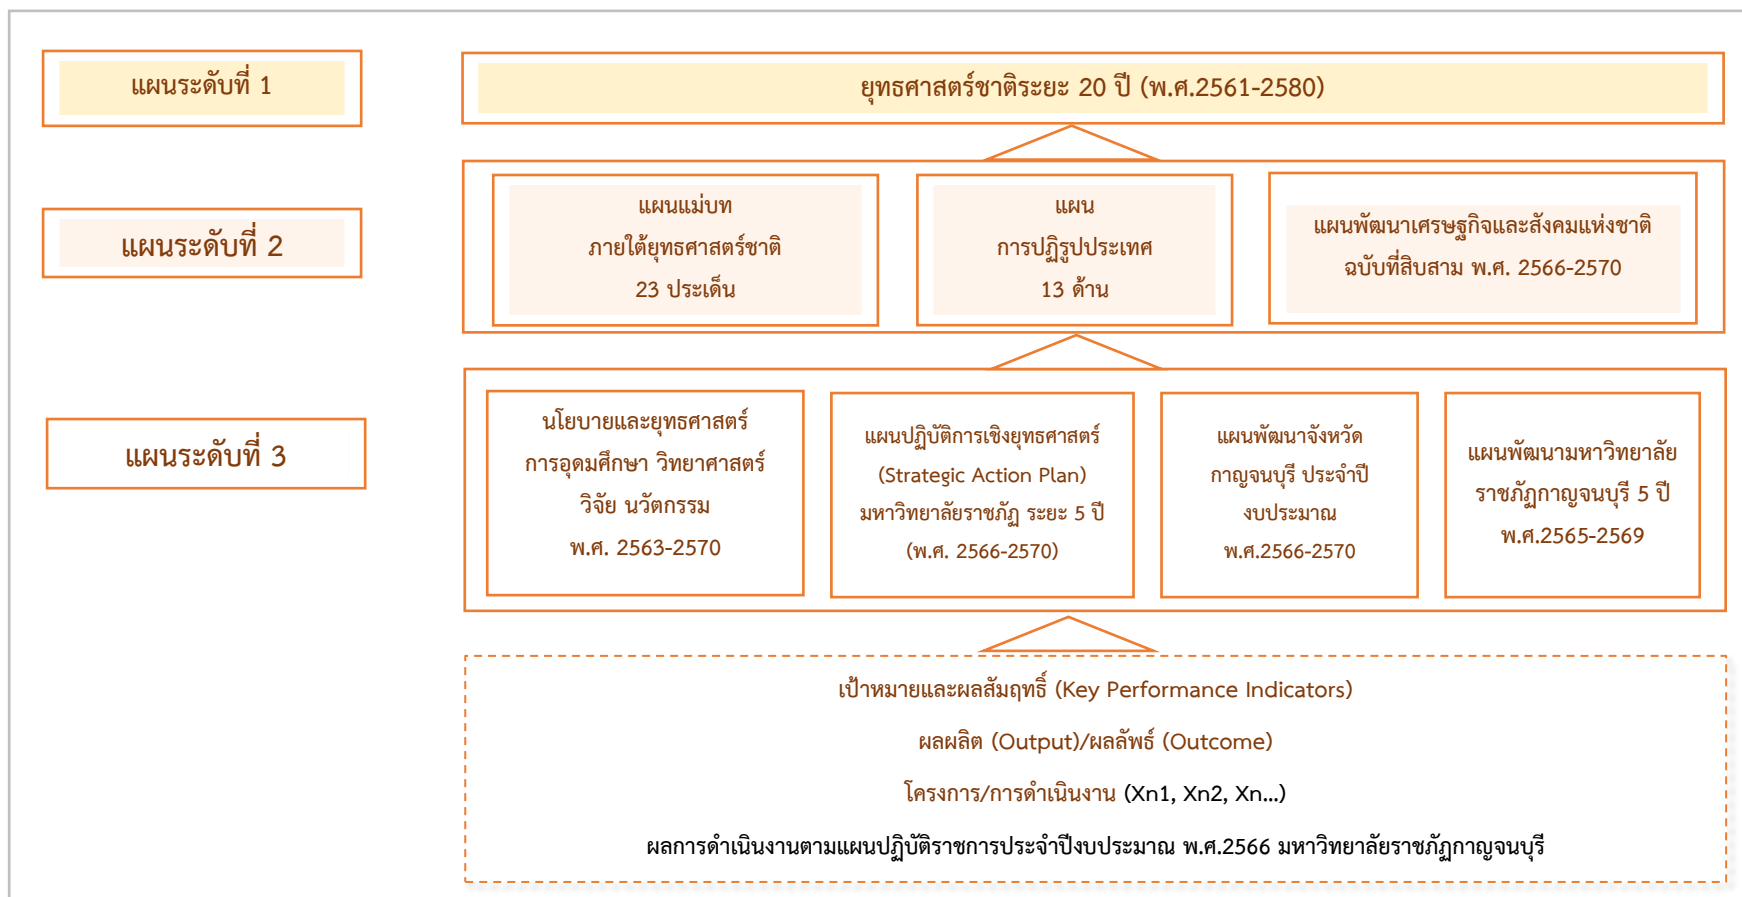 แผนระดับที่ 1
ยุทธศาสตร์ชาติระยะ 20 ปี (พ.ศ.2561-2580)
แผนระดับที่ 2
แผนแม่บท
ภายใต้ยุทธศาสตร์ชาติ
23 ประเด็น
แผน
การปฏิรูปประเทศ
13 ด้าน
แผนพัฒนาเศรษฐกิจและสังคมแห่งชาติ
ฉบับที่สิบสาม พ.ศ. 2566-2570
แผนระดับที่ 3
นโยบายและยุทธศาสตร์
การอุดมศึกษา วิทยาศาสตร์
วิจัย นวัตกรรม
พ.ศ. 2563-2570
แผนปฏิบัติการเชิงยุทธศาสตร์
(Strategic Action Plan)
มหาวิทยาลัยราชภัฏ ระยะ 5 ปี
(พ.ศ. 2566-2570)
แผนพัฒนาจังหวัด
กาญจนบุรี ประจำปี
งบประมาณ
พ.ศ.2566-2570
แผนพัฒนามหาวิทยาลัย
ราชภัฏกาญจนบุรี 5 ปี
พ.ศ.2565-2569
เป้าหมายและผลสัมฤทธิ์ (Key Performance Indicators)
ผลผลิต (Output)/ผลลัพธ์ (Outcome)
โครงการ/การดำเนินงาน (Xn1, Xn2, Xn...)
ผลการดำเนินงานตามแผนปฏิบัติราชการประจำปีงบประมาณ พ.ศ.2566 มหาวิทยาลัยราชภัฏกาญจนบุรี